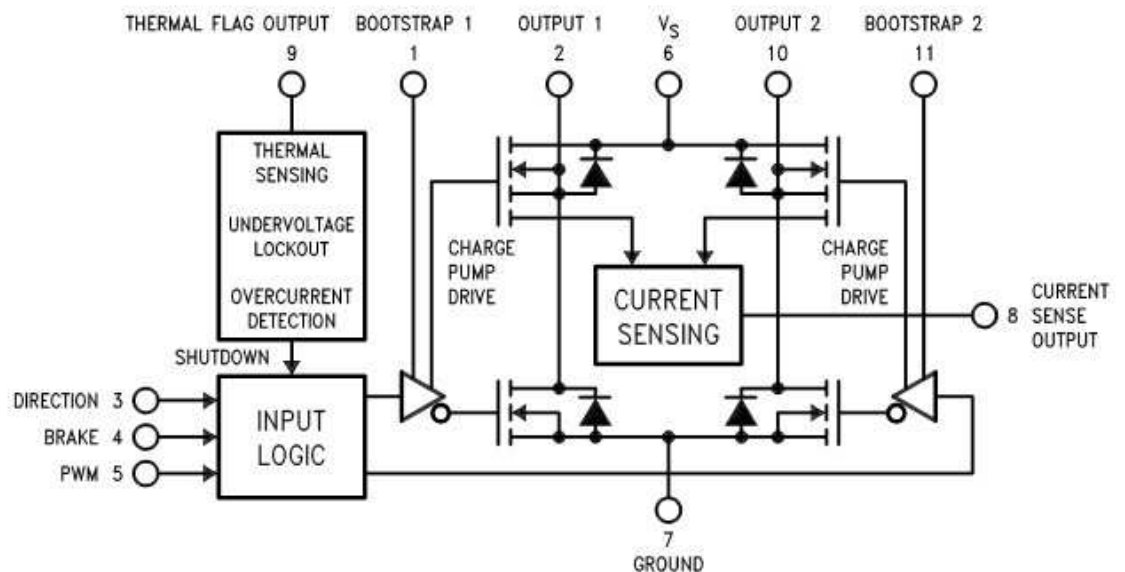 THERMAL FLAG OUTPUT
9
BOOTSTRAP 1
1
OUTPUT 1
2
VS
6
OUTPUT 2
10
BOOTSTRAP 2
11
THERMAL
SENSING
UNDERVOLTAGE
LOCKOUT
OVERCURRENT
DETECTION
CHARGE
PUMP
DRIVE
CURRENT
SENSING
CHARGE
PUMP
DRIVE
8 CURRENT
SENSE
OUTPUT
SHUTDOWN
DIRECTION 3
BRAKE 4
PWM 5
INPUT
LOGIC
7
GROUND